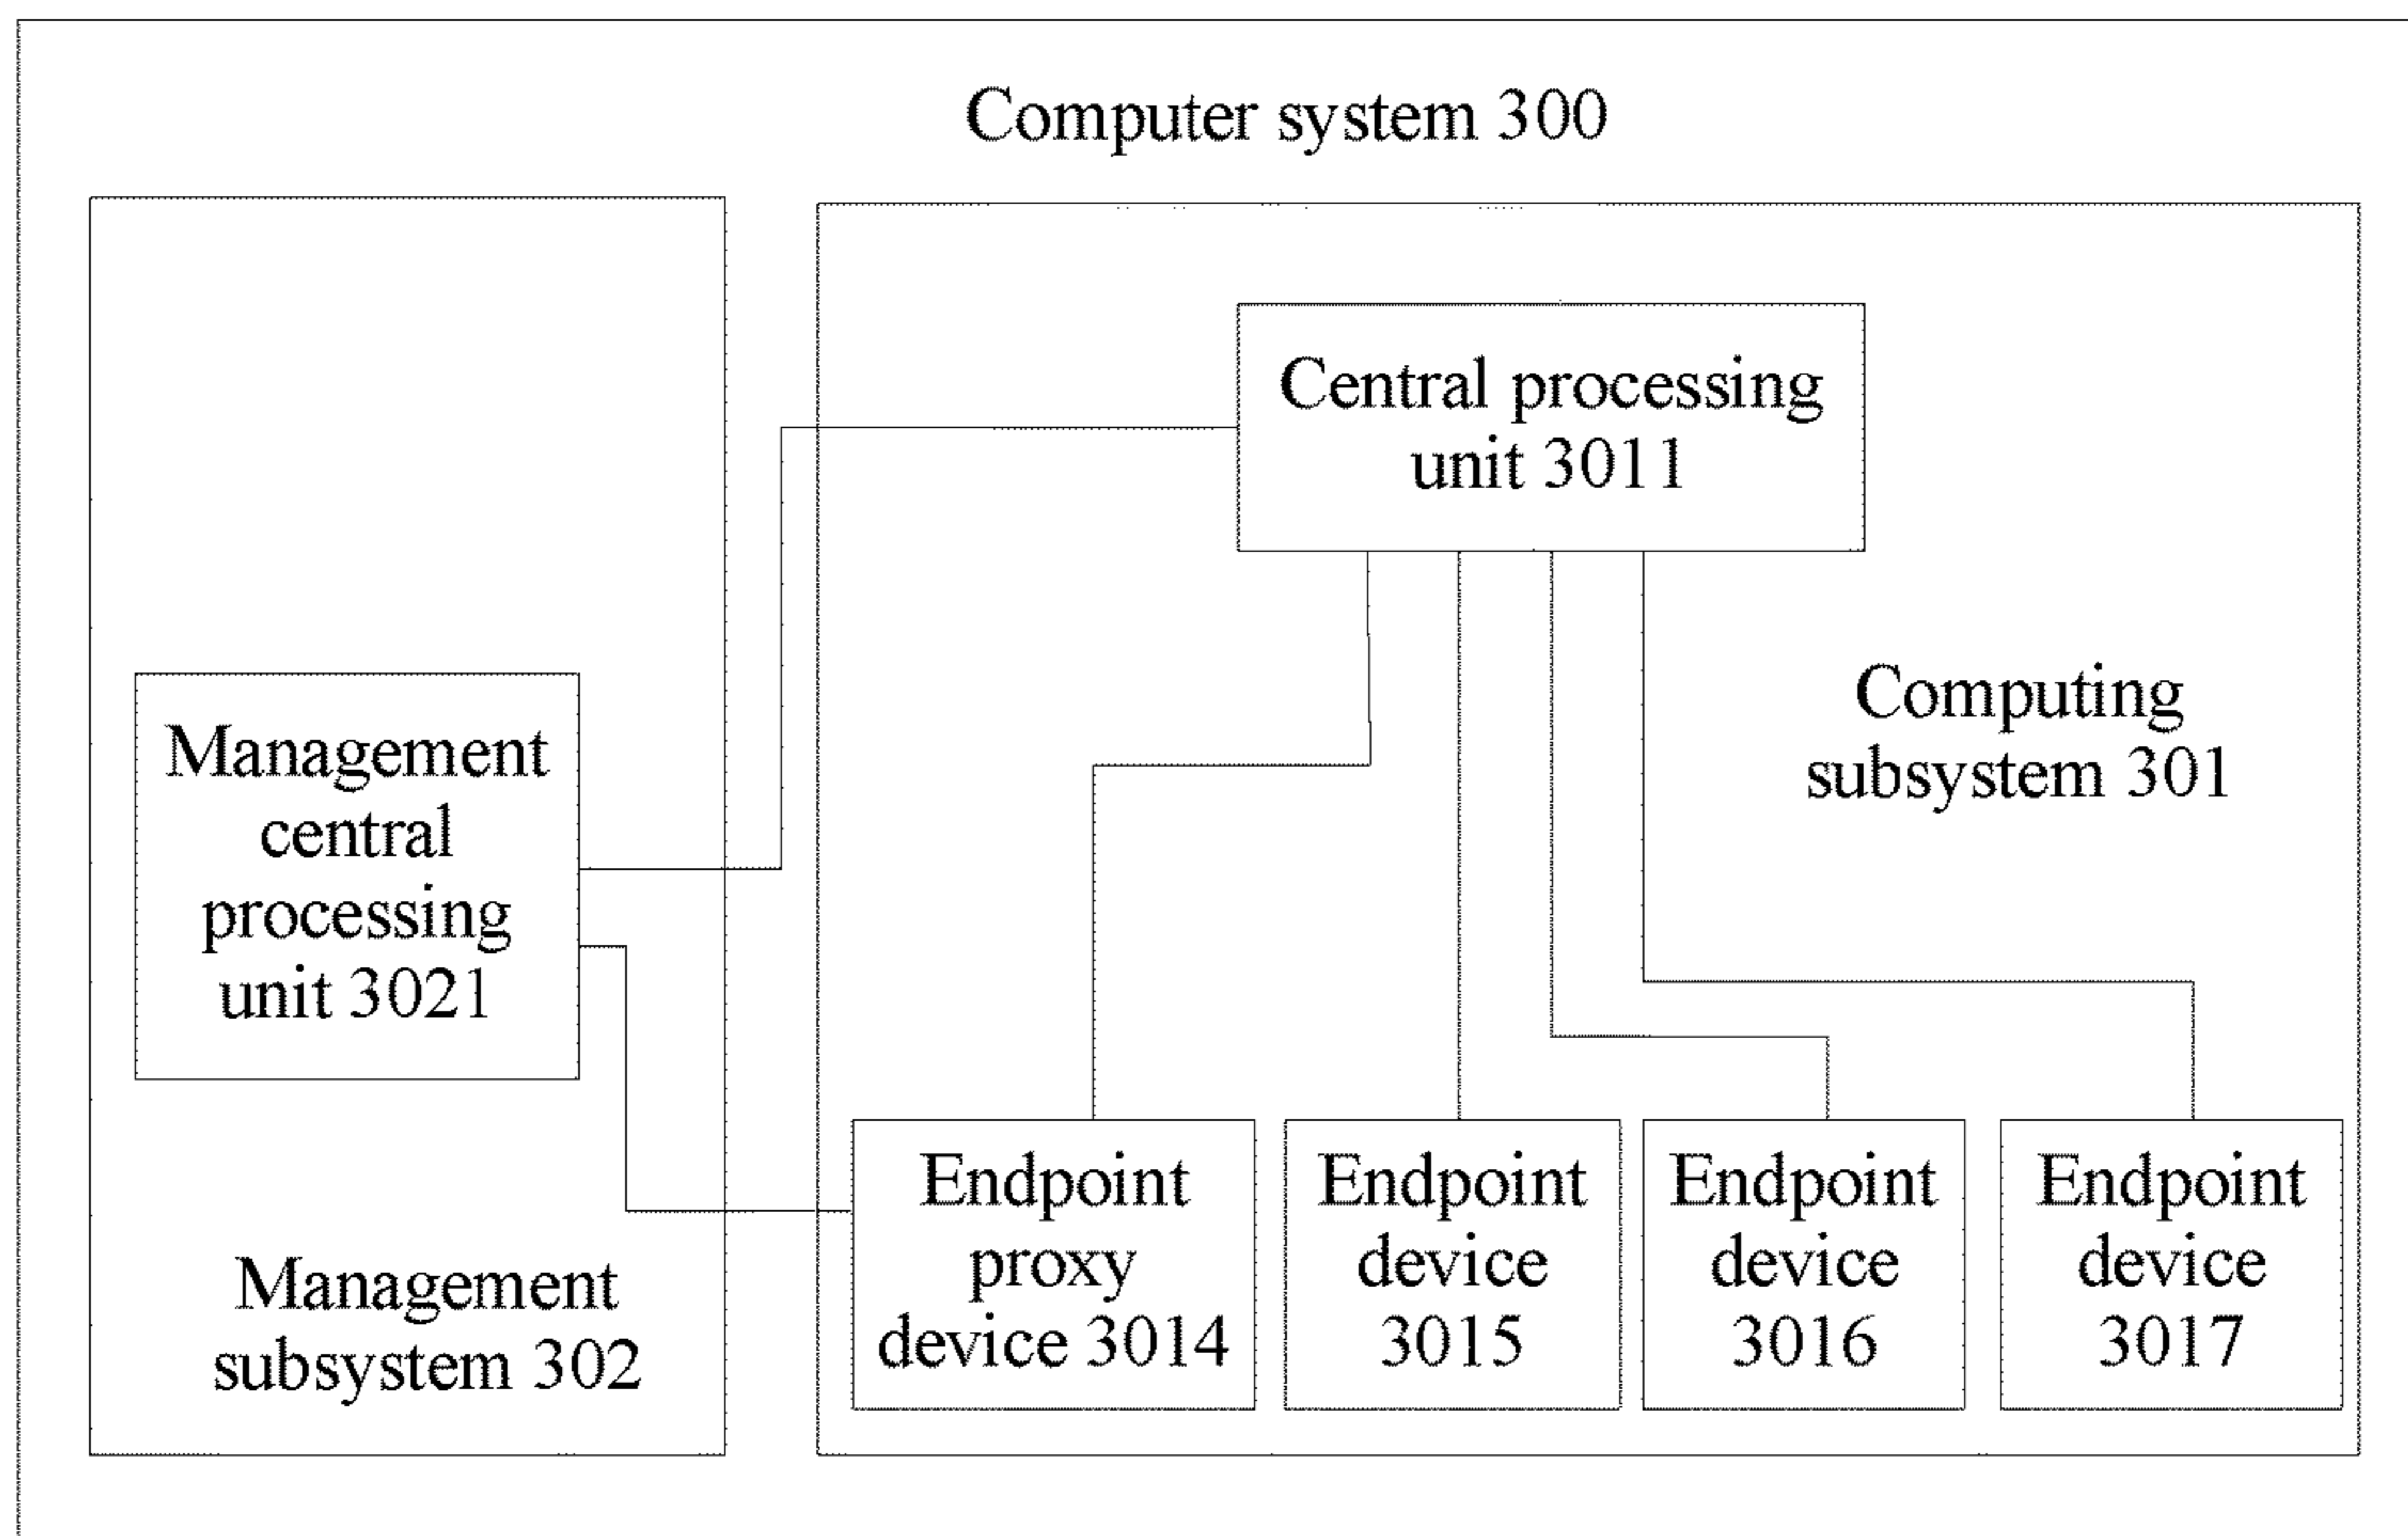 Computer system 300
Central processing
unit 3011
Computing
subsystem 301
Management
central
processing
unit 3021
Management
subsystem 302
Endpoint
proxy
device 3014
Endpoint
device
3015
Endpoint
device
3016
Endpoint
device
3017